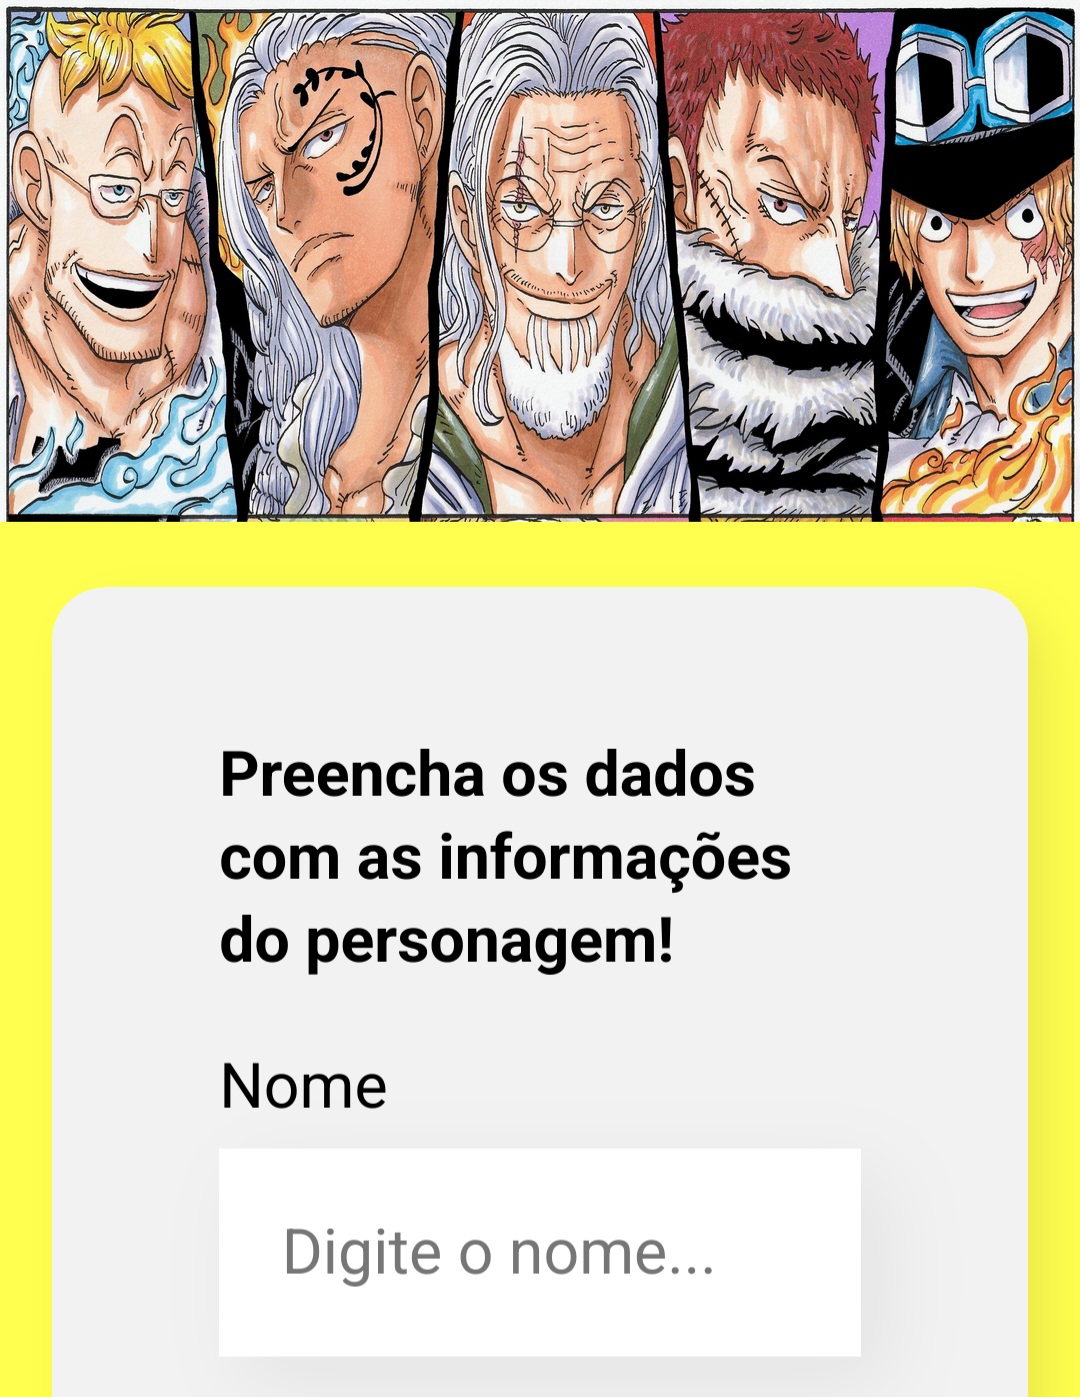 Preencha os dados
com as informações
do personagem!
Nome
Digite o nome...